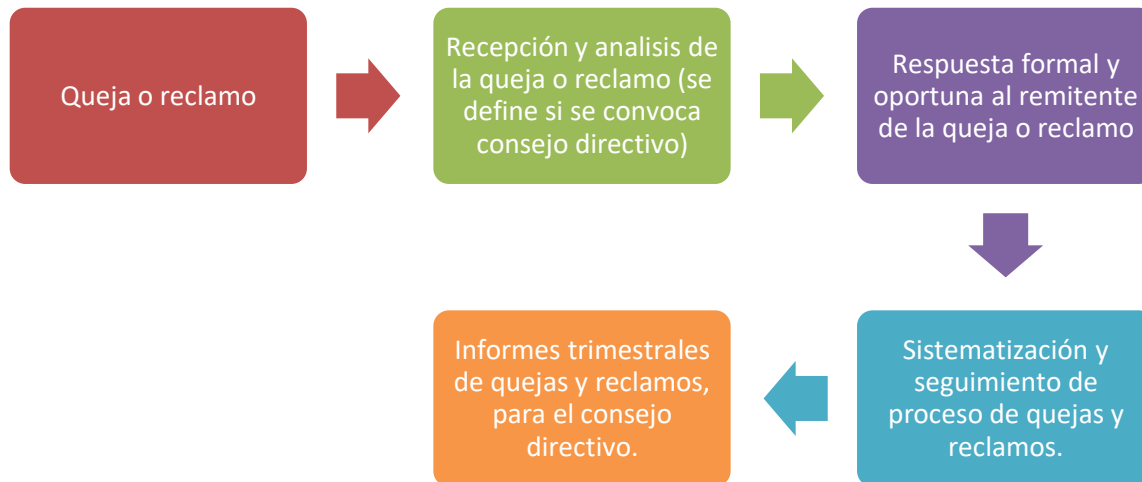 Queja o reclamo
Recepción y analisis de
la queja o reclamo (se
define si se convoca
consejo directivo)
Respuesta formal y
oportuna al remitente
de la queja o reclamo
Sistematización y
seguimiento de
proceso de quejas y
reclamos.
Informes trimestrales
de quejas y reclamos,
para el consejo
directivo.